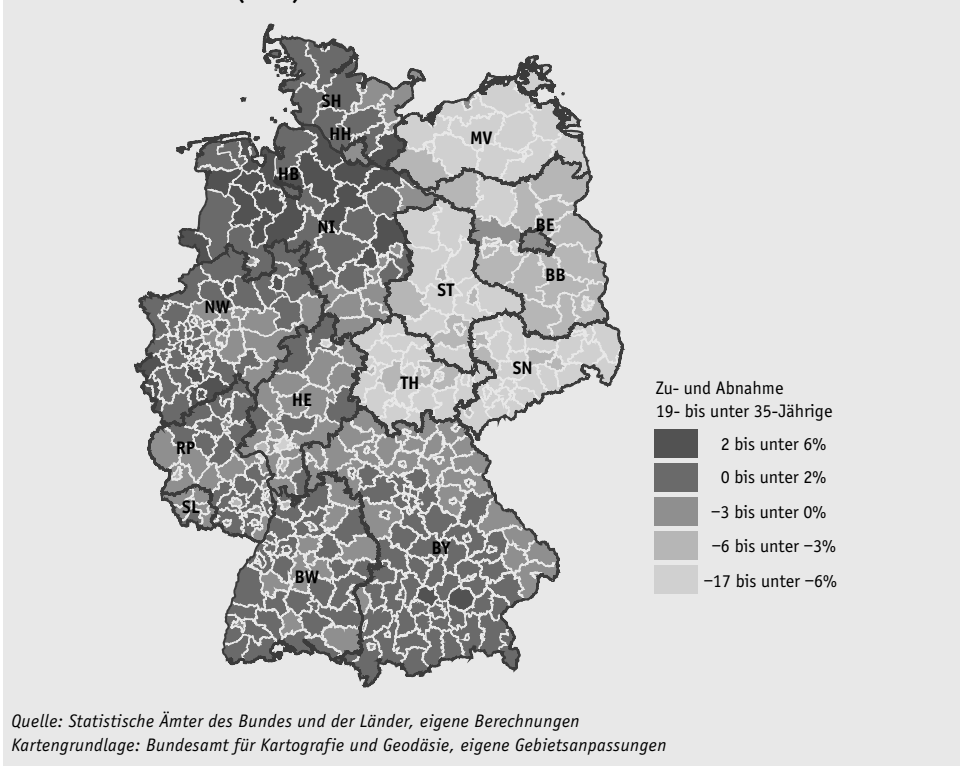 SH
HH
MV
HB
NI
BE
BB
ST
NW
SN
TH
HE
RP
SL
BY
BW
Zu- und Abnahme
19- bis unter 35-Jährige
2 bis unter 6%
0 bis unter 2%
–3 bis unter 0%
–6 bis unter –3%
–17 bis unter –6%
Quelle: Statistische Ämter des Bundes und der Länder, eigene Berechnungen
Kartengrundlage: Bundesamt für Kartografie und Geodäsie, eigene Gebietsanpassungen